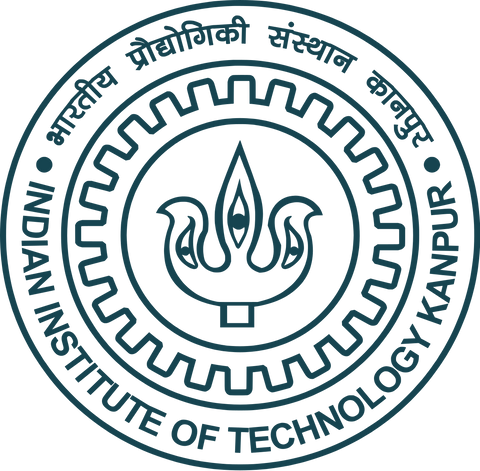 भारतीय प्रौद्योगिकी संस्थान कानपुर
INDIAN INSTITUTE OF TECHNOLOGY KANPUR